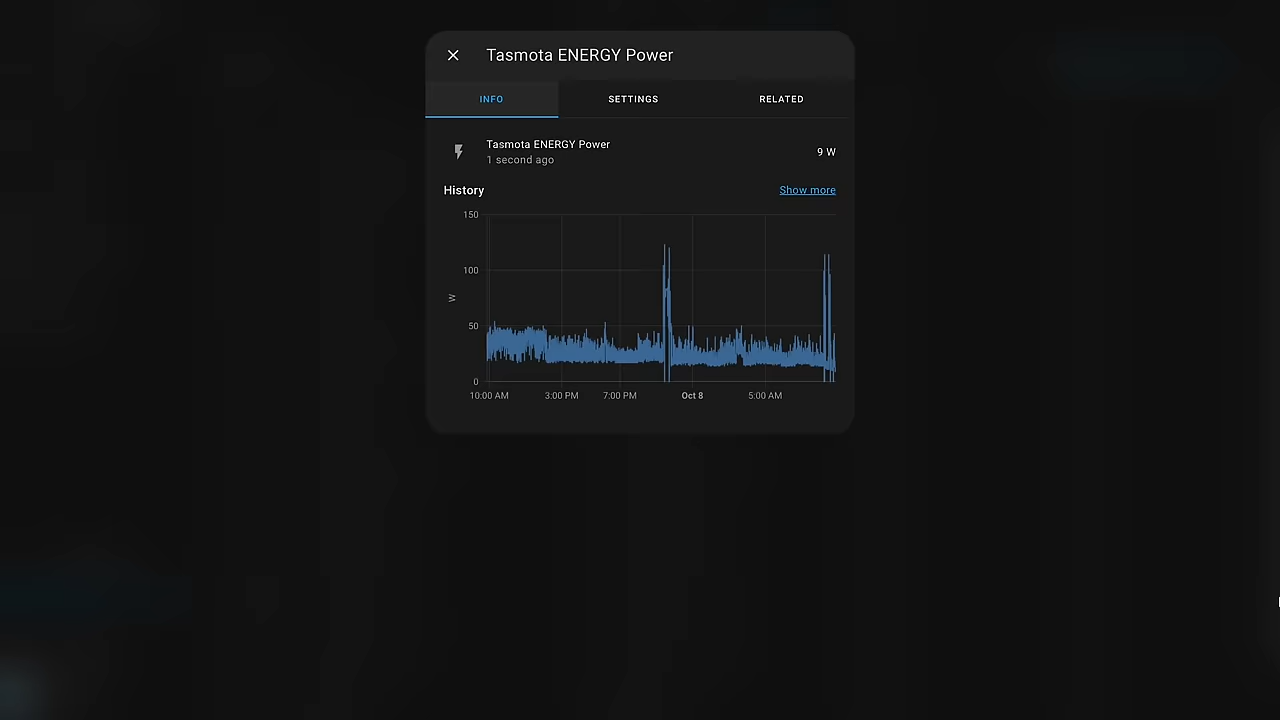 Tasmota ENERGY Power
INFO SETTINGS RELATED
Tasmota ENERGY Power
1 second ago
9 W
History Show more
150
100
50
0
W
10:00 AM 3:00 PM 7:00 PM Oct 8 5:00 AM